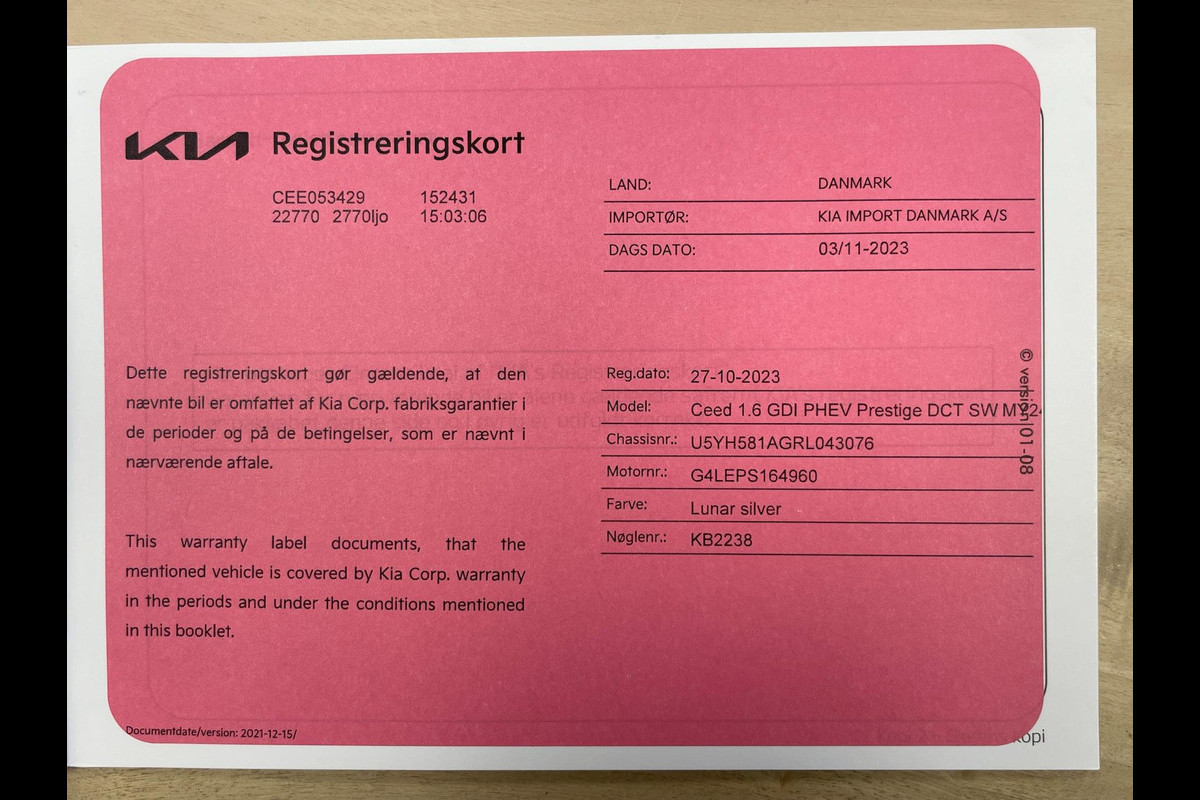 KIA Registreringskort
CEE053429 152431
22770 2770ljo 15:03:06
LAND: DANMARK
IMPORTØR: KIA IMPORT DANMARK A/S
DAGS DATO: 03/11-2023
Dette registreringskort gør gældende, at den
nævnte bil er omfattet af Kia Corp. fabriksgarantier i
de perioder og på de betingelser, som er nævnt i
nærværende aftale.
This warranty label documents, that the
mentioned vehicle is covered by Kia Corp. warranty
in the periods and under the conditions mentioned
in this booklet.
Reg.dato: 27-10-2023
Model: Ceed 1.6 GDI PHEV Prestige DCT SW MY24
Chassisnr.: U5YH581AGRL043076
Motornr.: G4LEPS164960
Farve: Lunar silver
Nøglenr.: KB2238
© version 01-08
Documentdate/version: 2021-12-15/
kopi